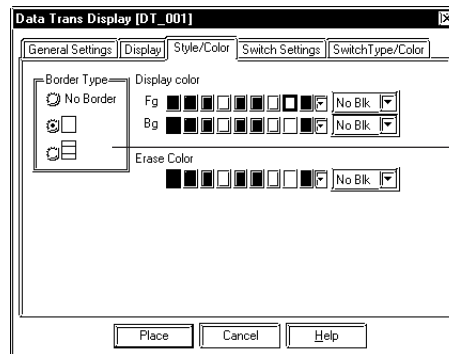 Data Trans Display [DT_001]
General Settings Display Style/Color Switch Settings SwitchType/Color
Border Type
No Border
Display color
Fg No Blk
Bg No Blk
Erase Color
No Blk
Place Cancel Help